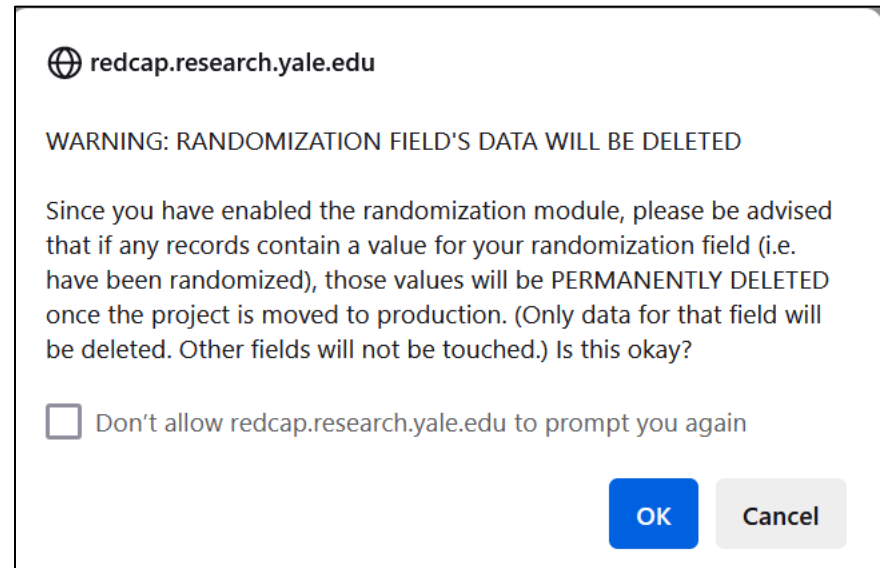 redcap.research.yale.edu
WARNING: RANDOMIZATION FIELD'S DATA WILL BE DELETED
Since you have enabled the randomization module, please be advised
that if any records contain a value for your randomization field (i.e.
have been randomized), those values will be PERMANENTLY DELETED
once the project is moved to production. (Only data for that field will
be deleted. Other fields will not be touched.) Is this okay?
Don’t allow redcap.research.yale.edu to prompt you again
OK Cancel